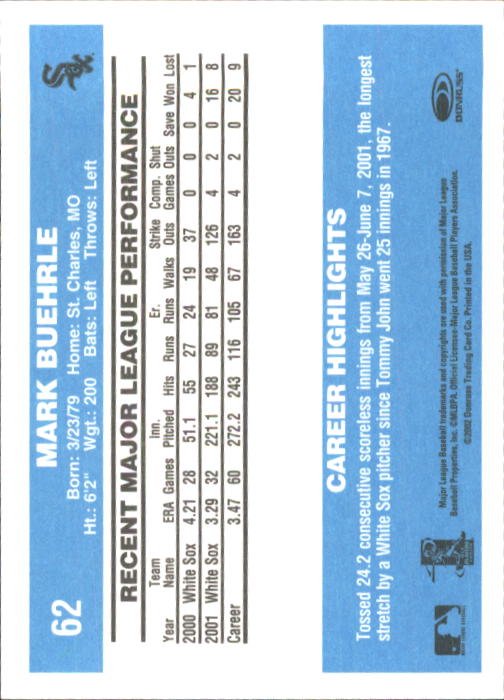 62
MARK BUEHRLE
Born: 3/23/79 Home: St. Charles, MO
Ht.: 6'2" Wgt.: 200 Bats: Left Throws: Left
Sox
RECENT MAJOR LEAGUE PERFORMANCE
Team Inn. Er. Strike Comp. Shut
Year Name ERA Games Pitched Hits Runs Runs Walks Outs Games Outs Save Won Lost
2000 White Sox 4.21 28 51.1 55 27 24 19 37 0 0 0 4 1
2001 White Sox 3.29 32 221.1 188 89 81 48 126 4 2 0 16 8
Career 3.47 60 272.2 243 116 105 67 163 4 2 0 20 9
CAREER HIGHLIGHTS
Tossed 24.2 consecutive scoreless innings from May 26-June 7, 2001, the longest
stretch by a White Sox pitcher since Tommy John went 25 innings in 1967.
Major League Baseball trademarks and copyrights are used with permission of Major League
Baseball Properties, Inc. ©MLBPA. Official Licensee-Major League Baseball Players Association.
©2002 Donruss Trading Card Co. Printed in the USA.
DONRUSS